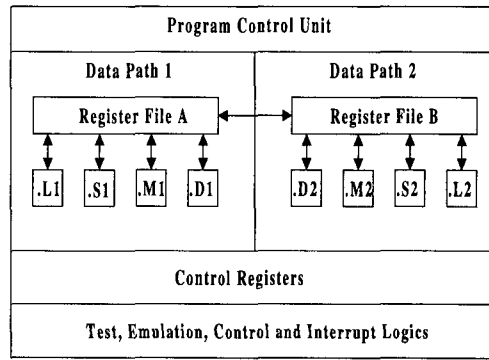 Program Control Unit
Data Path 1
Data Path 2
Register File A
Register File B
.L1
.S1
.M1
.D1
.D2
.M2
.S2
.L2
Control Registers
Test, Emulation, Control and Interrupt Logics